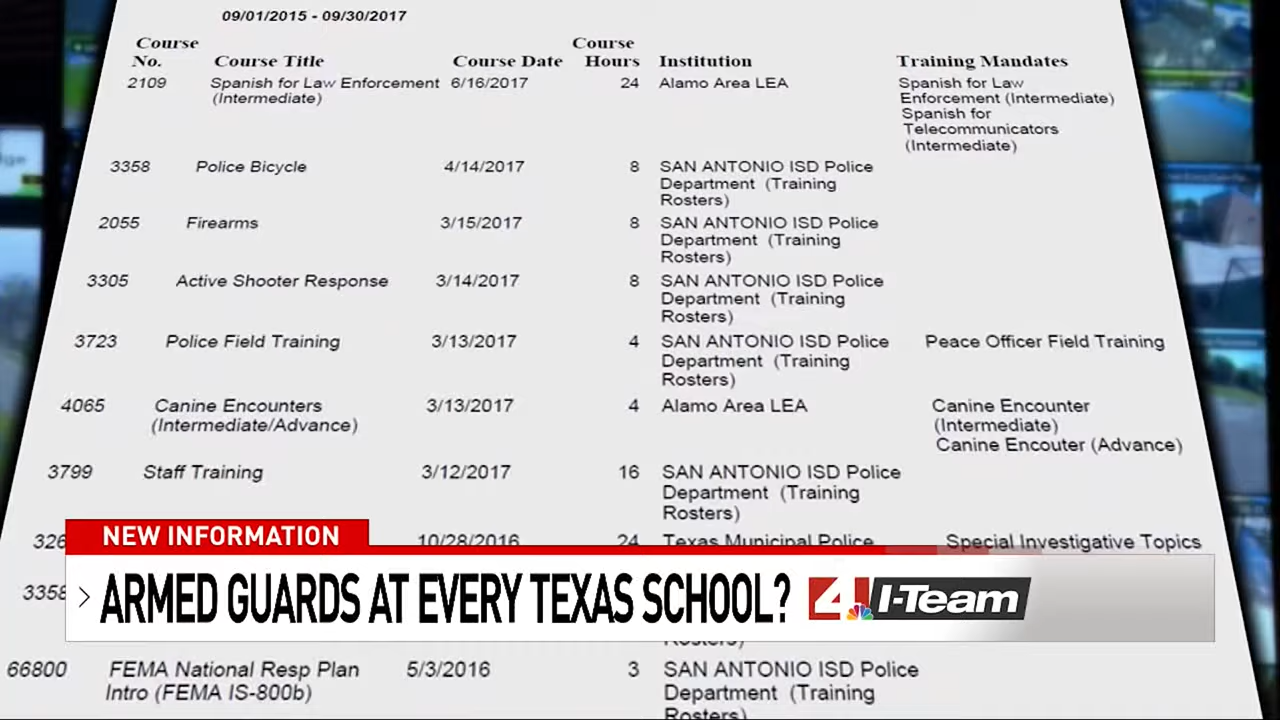 09/01/2015 - 09/30/2017
Course
No. Course Title Course Date Course
Hours Institution Training Mandates
2109 Spanish for Law Enforcement 6/16/2017 24 Alamo Area LEA Spanish for Law
(Intermediate) Enforcement (Intermediate)
Spanish for
Telecommunicators
(Intermediate)
3358 Police Bicycle 4/14/2017 8 SAN ANTONIO ISD Police
Department (Training
Rosters)
2055 Firearms 3/15/2017 8 SAN ANTONIO ISD Police
Department (Training
Rosters)
3305 Active Shooter Response 3/14/2017 8 SAN ANTONIO ISD Police
Department (Training
Rosters)
3723 Police Field Training 3/13/2017 4 SAN ANTONIO ISD Police Peace Officer Field Training
Department (Training
Rosters)
4065 Canine Encounters 3/13/2017 4 Alamo Area LEA Canine Encounter
(Intermediate/Advance) (Intermediate)
Canine Encouter (Advance)
3799 Staff Training 3/12/2017 16 SAN ANTONIO ISD Police
Department (Training
Rosters)
326 10/28/2016 24 Texas Municipal Police Special Investigative Topics
NEW INFORMATION
3358
ARMED GUARDS AT EVERY TEXAS SCHOOL? 4 I-Team
Rosters)
66800 FEMA National Resp Plan 5/3/2016 3 SAN ANTONIO ISD Police
Intro (FEMA IS-800b) Department (Training
Rosters)